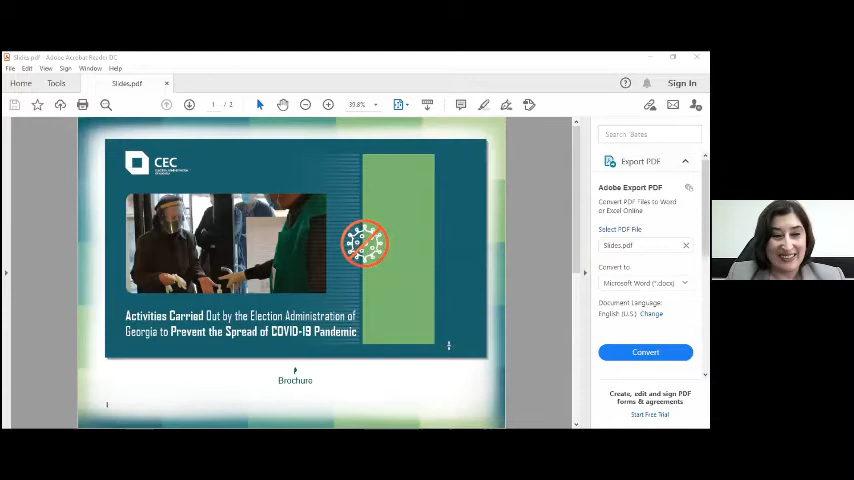 Slides.pdf - Adobe Acrobat Reader DC
File Edit View Sign Window Help
Home Tools Slides.pdf × Sign In
1 / 2 39.8%
Search 'Bates
Export PDF
Adobe Export PDF
Convert PDF Files to Word
or Excel Online
Select PDF File
Slides.pdf
Convert to
Microsoft Word (*.docx)
Document Language:
English (U.S.) Change
Convert
Create, edit and sign PDF
forms & agreements
Start Free Trial
CEC
Activities Carried Out by the Election Administration of
Georgia to Prevent the Spread of COVID-19 Pandemic
Brochure